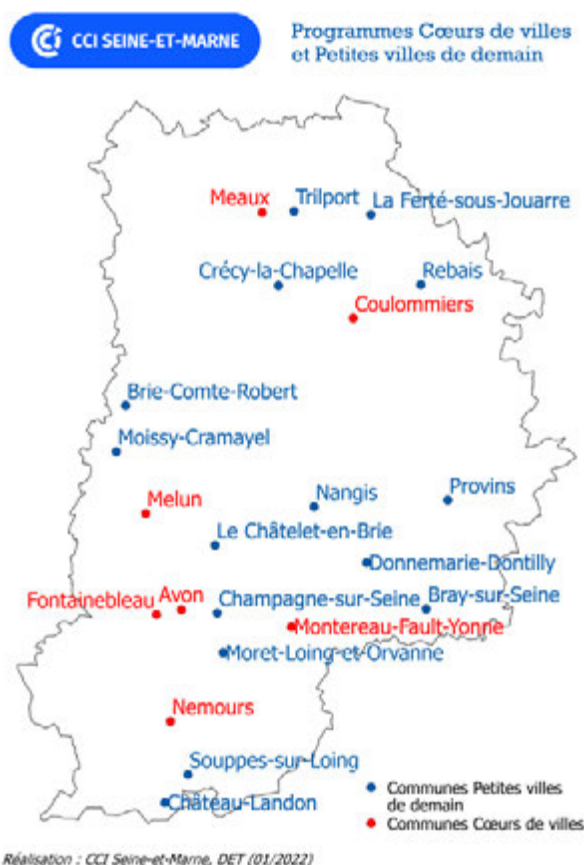 CCI SEINE-ET-MARNE
Programmes Cœurs de villes
et Petites villes de demain
Meaux
Trilport
La Ferté-sous-Jouarre
Crécy-la-Chapelle
Rebais
Coulommiers
Brie-Comte-Robert
Moissy-Cramayel
Melun
Nangis
Provins
Le Châtelet-en-Brie
Donnemarie-Dontilly
Fontainebleau
Avon
Champagne-sur-Seine
Bray-sur-Seine
Montereau-Fault-Yonne
Moret-Loing-et-Orvanne
Nemours
Souppes-sur-Loing
Château-Landon
Communes Petites villes
de demain
Communes Cœurs de villes
Réalisation : CCI Seine-et-Marne, DET (01/2022)